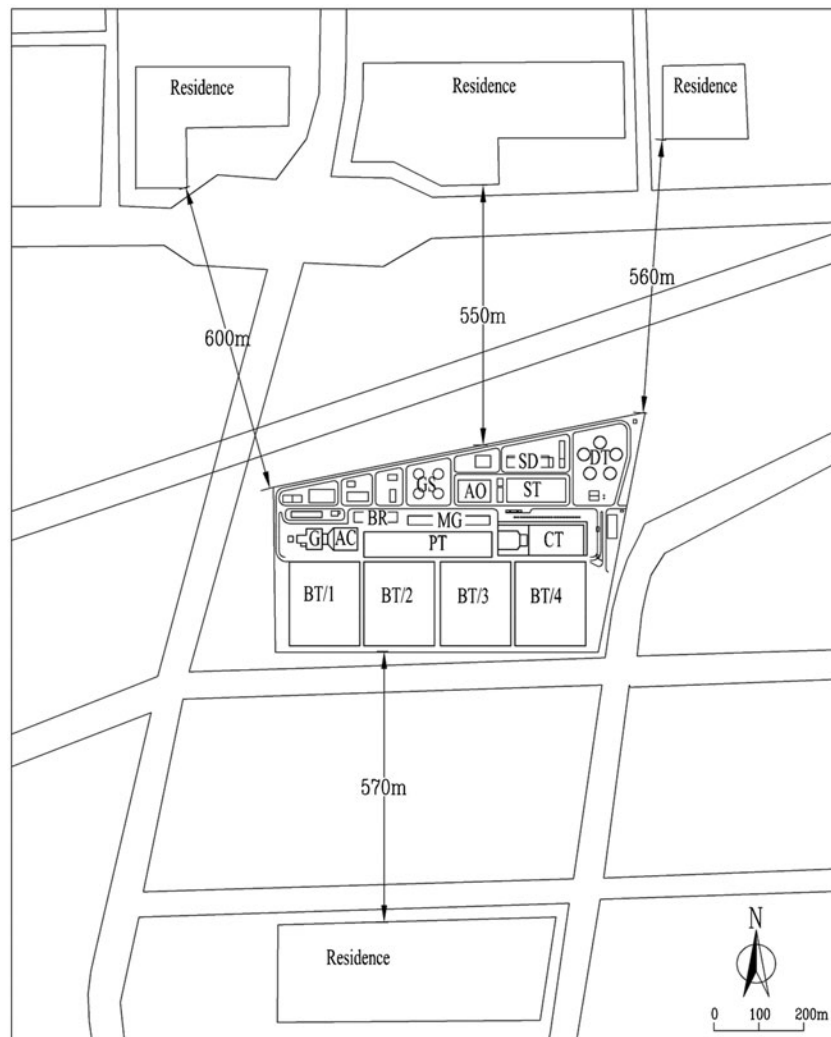 Residence
Residence
Residence
600m
550m
560m
GS
AO
SD
ST
DT
BR
MG
G
AC
PT
CT
BT/1
BT/2
BT/3
BT/4
570m
Residence
N
0 100 200m